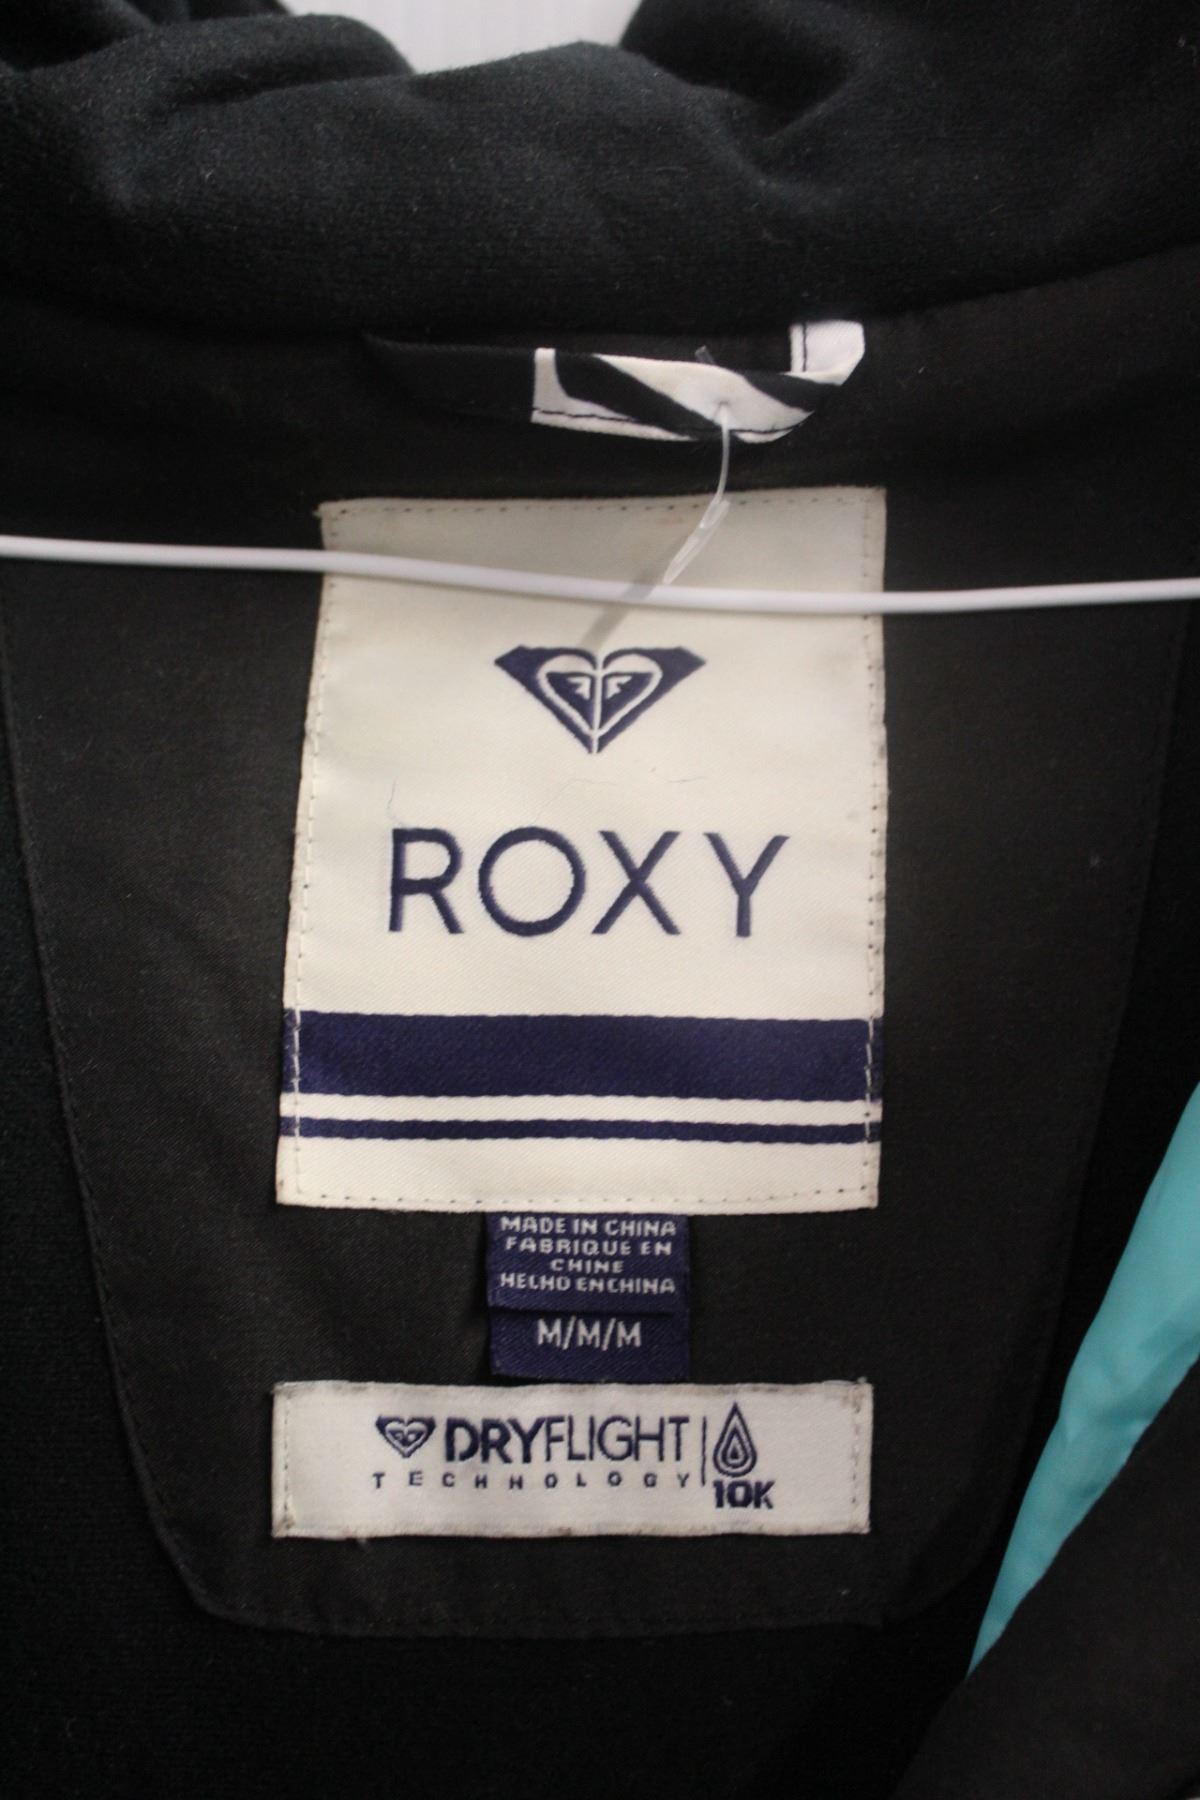 ROXY
MADE IN CHINA
FABRIQUE EN
CHINE
HECHO EN CHINA
M/M/M
DRYFLIGHT
TECHNOLOGY
10K